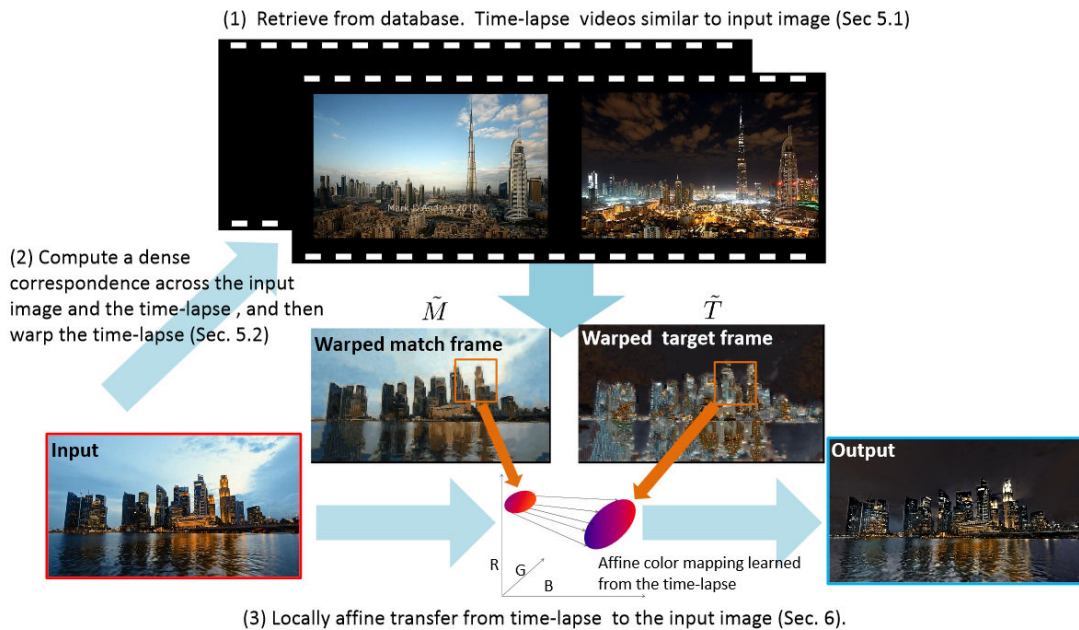 (1) Retrieve from database. Time-lapse videos similar to input image (Sec 5.1)
(2) Compute a dense
correspondence across the input
image and the time-lapse , and then
warp the time-lapse (Sec. 5.2)
M̃
T̃
Warped match frame
Warped target frame
Input
Output
R
G
B
Affine color mapping learned
from the time-lapse
(3) Locally affine transfer from time-lapse to the input image (Sec. 6).